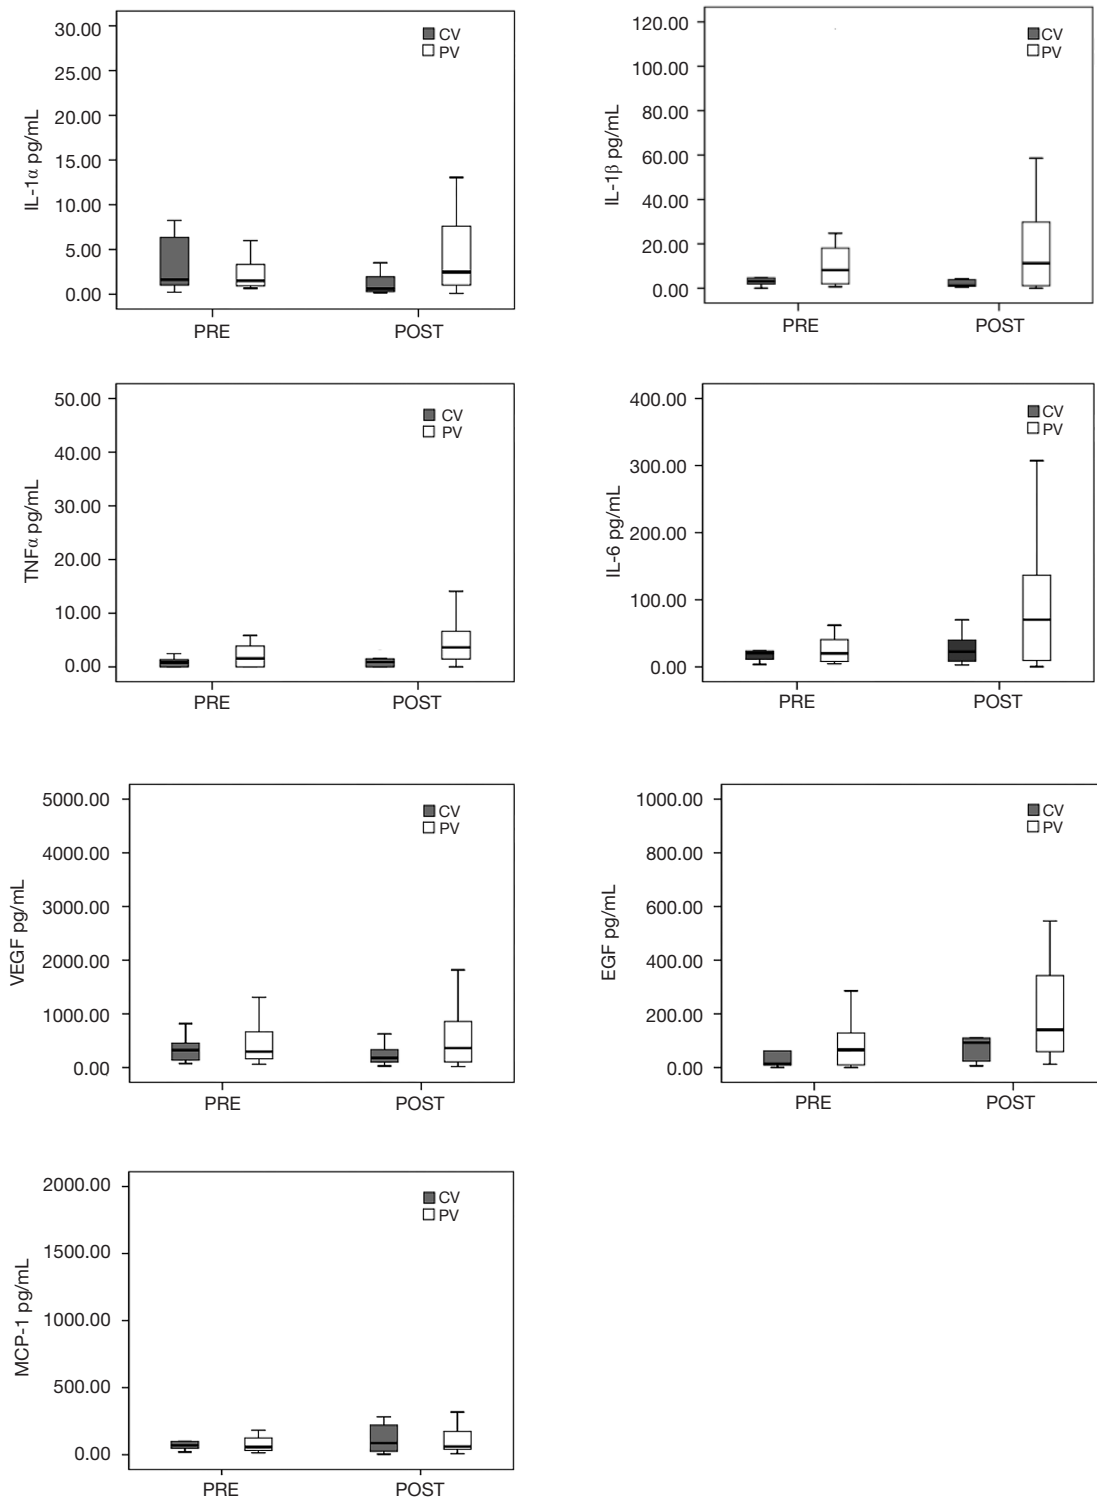 IL-1α pg/mL
30.00
25.00
20.00
15.00
10.00
5.00
0.00
CV
PV
PRE
POST
IL-1β pg/mL
120.00
100.00
80.00
60.00
40.00
20.00
0.00
CV
PV
PRE
POST
TNFα pg/mL
50.00
40.00
30.00
20.00
10.00
0.00
CV
PV
PRE
POST
IL-6 pg/mL
400.00
300.00
200.00
100.00
0.00
CV
PV
PRE
POST
VEGF pg/mL
5000.00
4000.00
3000.00
2000.00
1000.00
0.00
CV
PV
PRE
POST
EGF pg/mL
1000.00
800.00
600.00
400.00
200.00
0.00
CV
PV
PRE
POST
MCP-1 pg/mL
2000.00
1500.00
1000.00
500.00
0.00
CV
PV
PRE
POST